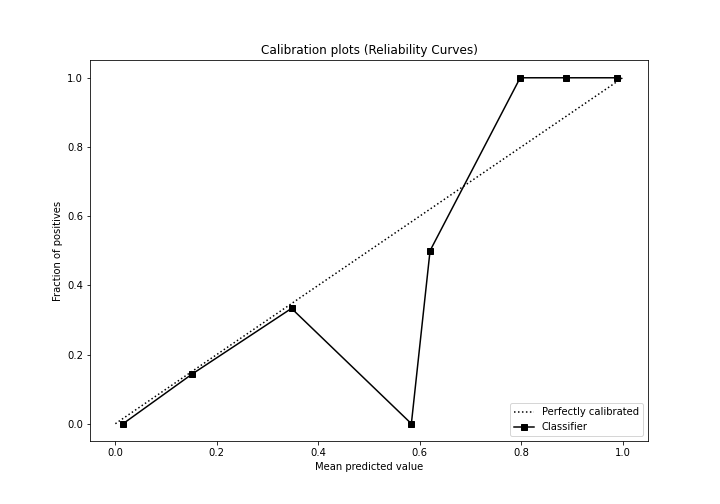 Calibration plots (Reliability Curves)
1.0
0.8
0.6
0.4
0.2
0.0
Fraction of positives
Perfectly calibrated
Classifier
0.0 0.2 0.4 0.6 0.8 1.0
Mean predicted value